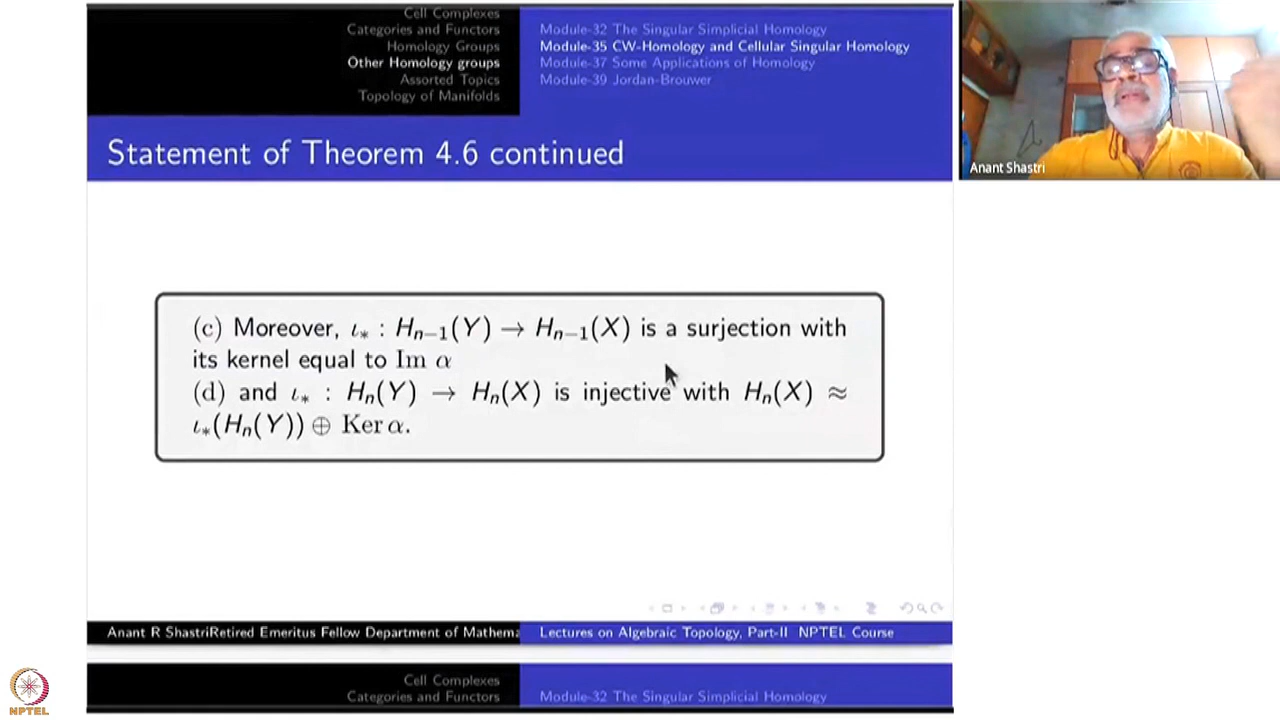 Cell Complexes
Categories and Functors
Homology Groups
Other Homology groups
Assorted Topics
Topology of Manifolds
Module-32 The Singular Simplicial Homology
Module-35 CW-Homology and Cellular Singular Homology
Module-37 Some Applications of Homology
Module-39 Jordan-Brouwer
Statement of Theorem 4.6 continued
(c) Moreover, ι∗ : Hn−1(Y) → Hn−1(X) is a surjection with
its kernel equal to Im α
(d) and ι∗ : Hn(Y) → Hn(X) is injective with Hn(X) ≈
ι∗(Hn(Y)) ⊕ Ker α.
Anant R ShastriRetired Emeritus Fellow Department of Mathema
Lectures on Algebraic Topology, Part-II NPTEL Course
Cell Complexes
Categories and Functors
Module-32 The Singular Simplicial Homology
Anant Shastri
NPTEL